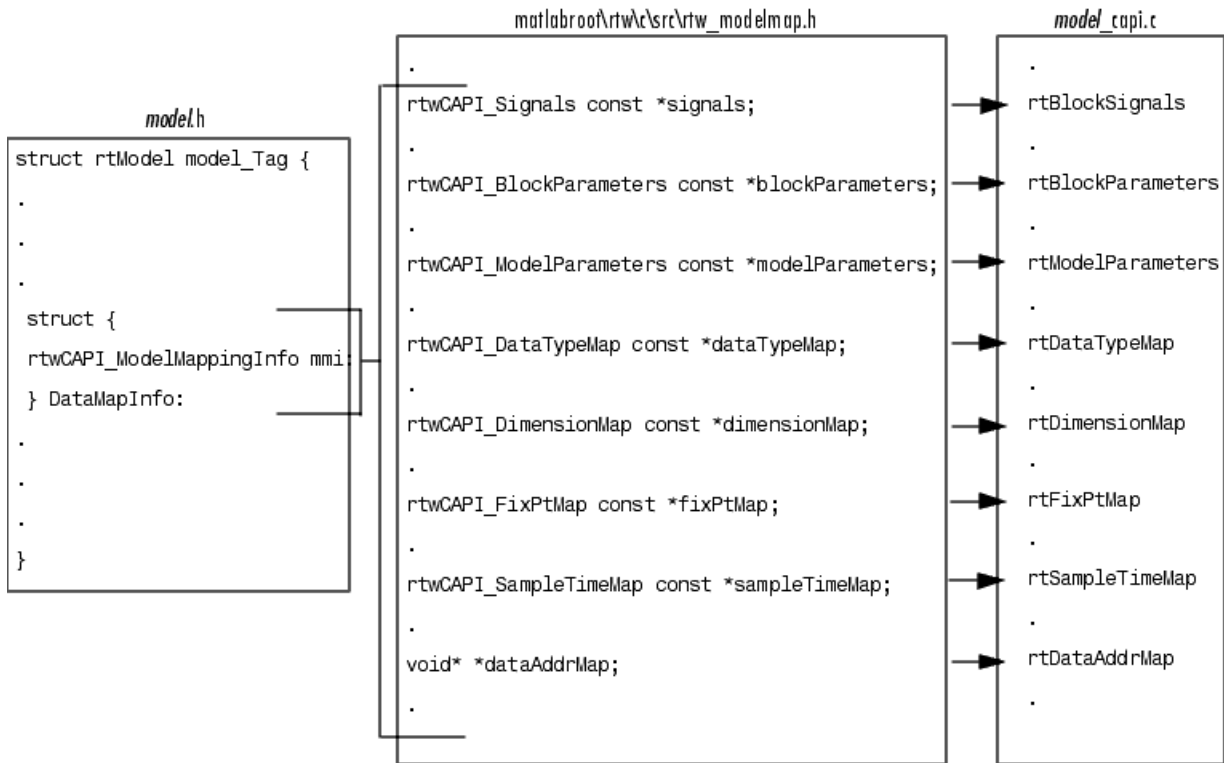 model.h
struct rtModel model_Tag {
.
.
.
struct {
rtwCAPI_ModelMappingInfo mmi:
} DataMapInfo:
.
.
.
}
matlabroot\rtw\c\src\rtw_modelmap.h
.
rtwCAPI_Signals const *signals;
.
rtwCAPI_BlockParameters const *blockParameters;
.
rtwCAPI_ModelParameters const *modelParameters;
.
rtwCAPI_DataTypeMap const *dataTypeMap;
.
rtwCAPI_DimensionMap const *dimensionMap;
.
rtwCAPI_FixPtMap const *fixPtMap;
.
rtwCAPI_SampleTimeMap const *sampleTimeMap;
.
void* *dataAddrMap;
.
model_capi.c
.
rtBlockSignals
.
rtBlockParameters
.
rtModelParameters
.
rtDataTypeMap
.
rtDimensionMap
.
rtFixPtMap
.
rtSampleTimeMap
.
rtDataAddrMap
.